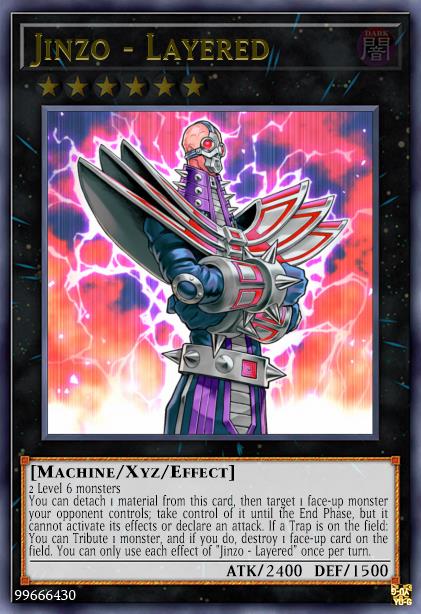 Jinzo - Layered
DARK
闇
[Machine/Xyz/Effect]
2 Level 6 monsters
You can detach 1 material from this card, then target 1 face-up monster
your opponent controls; take control of it until the End Phase, but it
cannot activate its effects or declare an attack. If a Trap is on the field:
You can Tribute 1 monster, and if you do, destroy 1 face-up card on the
field. You can only use each effect of "Jinzo - Layered" once per turn.
ATK/2400 DEF/1500
99666430